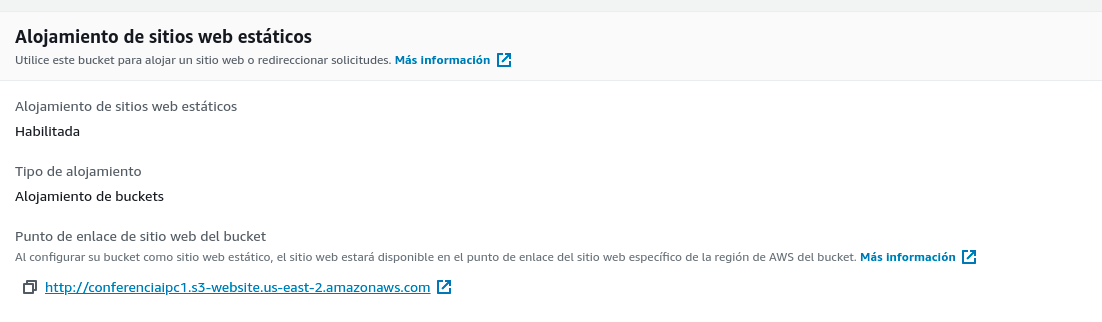 Alojamiento de sitios web estáticos
Utilice este bucket para alojar un sitio web o redireccionar solicitudes. Más información
Alojamiento de sitios web estáticos
Habilitada
Tipo de alojamiento
Alojamiento de buckets
Punto de enlace de sitio web del bucket
Al configurar su bucket como sitio web estático, el sitio web estará disponible en el punto de enlace del sitio web específico de la región de AWS del bucket. Más información
http://conferenciaipc1.s3-website.us-east-2.amazonaws.com